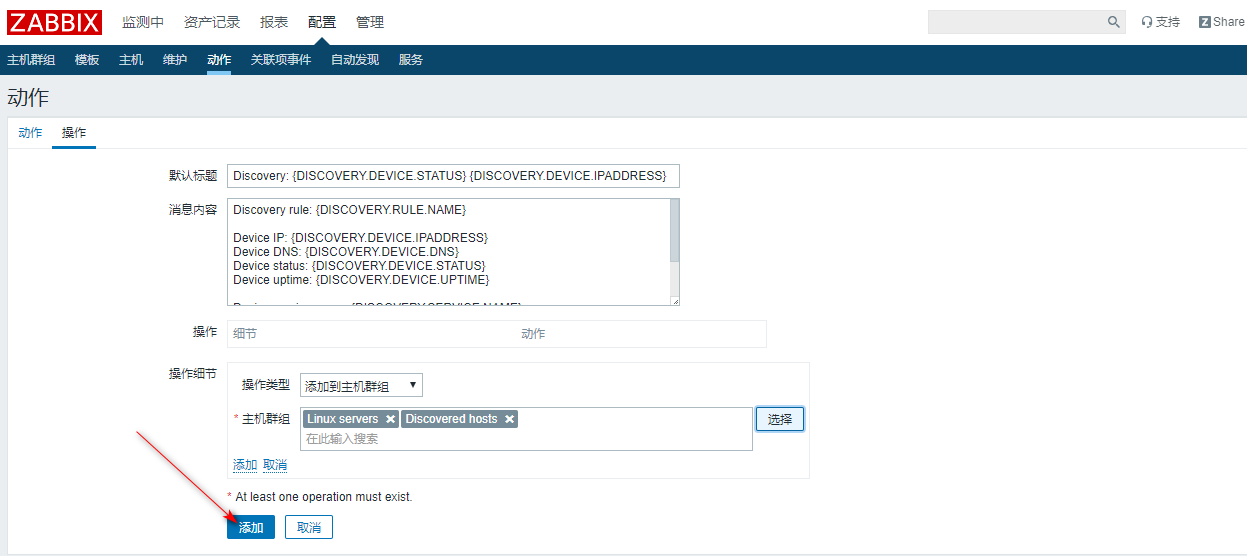 ZABBIX 监测中 资产记录 报表 配置 管理 支持 Z Share
主机群组 模板 主机 维护 动作 关联项事件 自动发现 服务
动作
动作 操作
默认标题 Discovery: {DISCOVERY.DEVICE.STATUS} {DISCOVERY.DEVICE.IPADDRESS}
消息内容 Discovery rule: {DISCOVERY.RULE.NAME}
Device IP: {DISCOVERY.DEVICE.IPADDRESS}
Device DNS: {DISCOVERY.DEVICE.DNS}
Device status: {DISCOVERY.DEVICE.STATUS}
Device uptime: {DISCOVERY.DEVICE.UPTIME}
操作 细节 动作
操作细节
操作类型 添加到主机群组
* 主机群组 Linux servers Discovered hosts 选择
在此输入搜索
添加 取消
* At least one operation must exist.
添加 取消